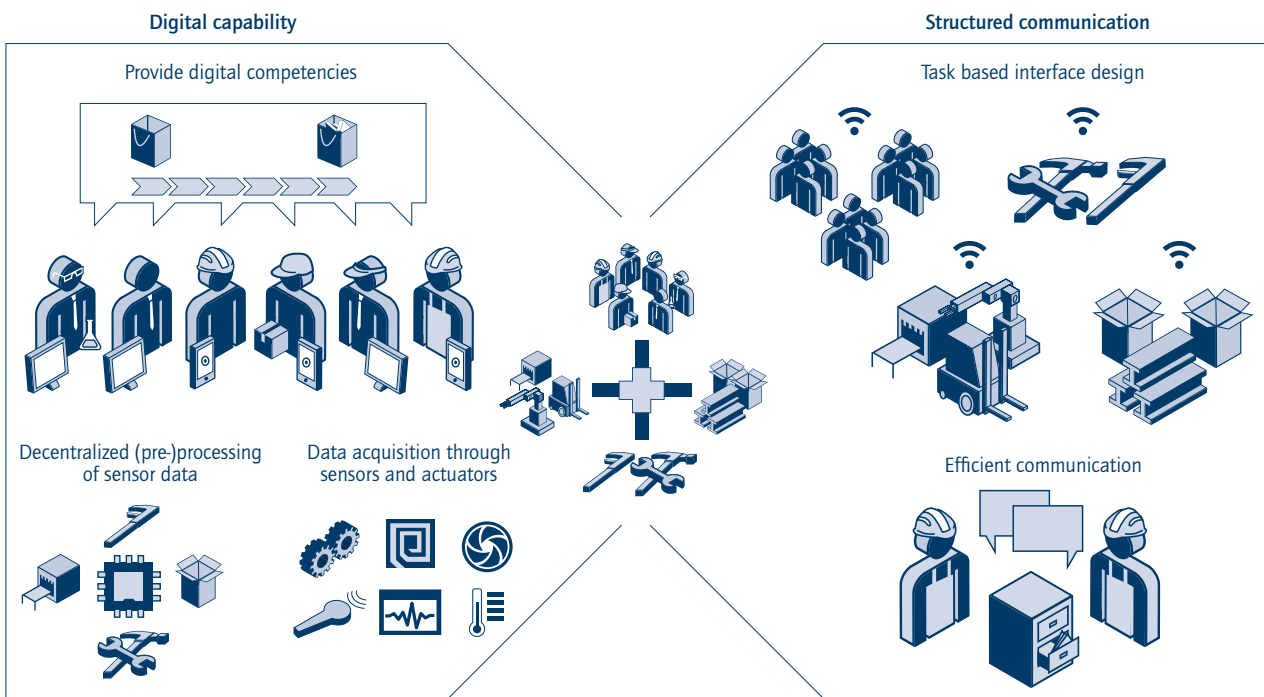 Digital capability
Structured communication
Provide digital competencies
Task based interface design
Decentralized (pre-)processing
of sensor data
Data acquisition through
sensors and actuators
Efficient communication